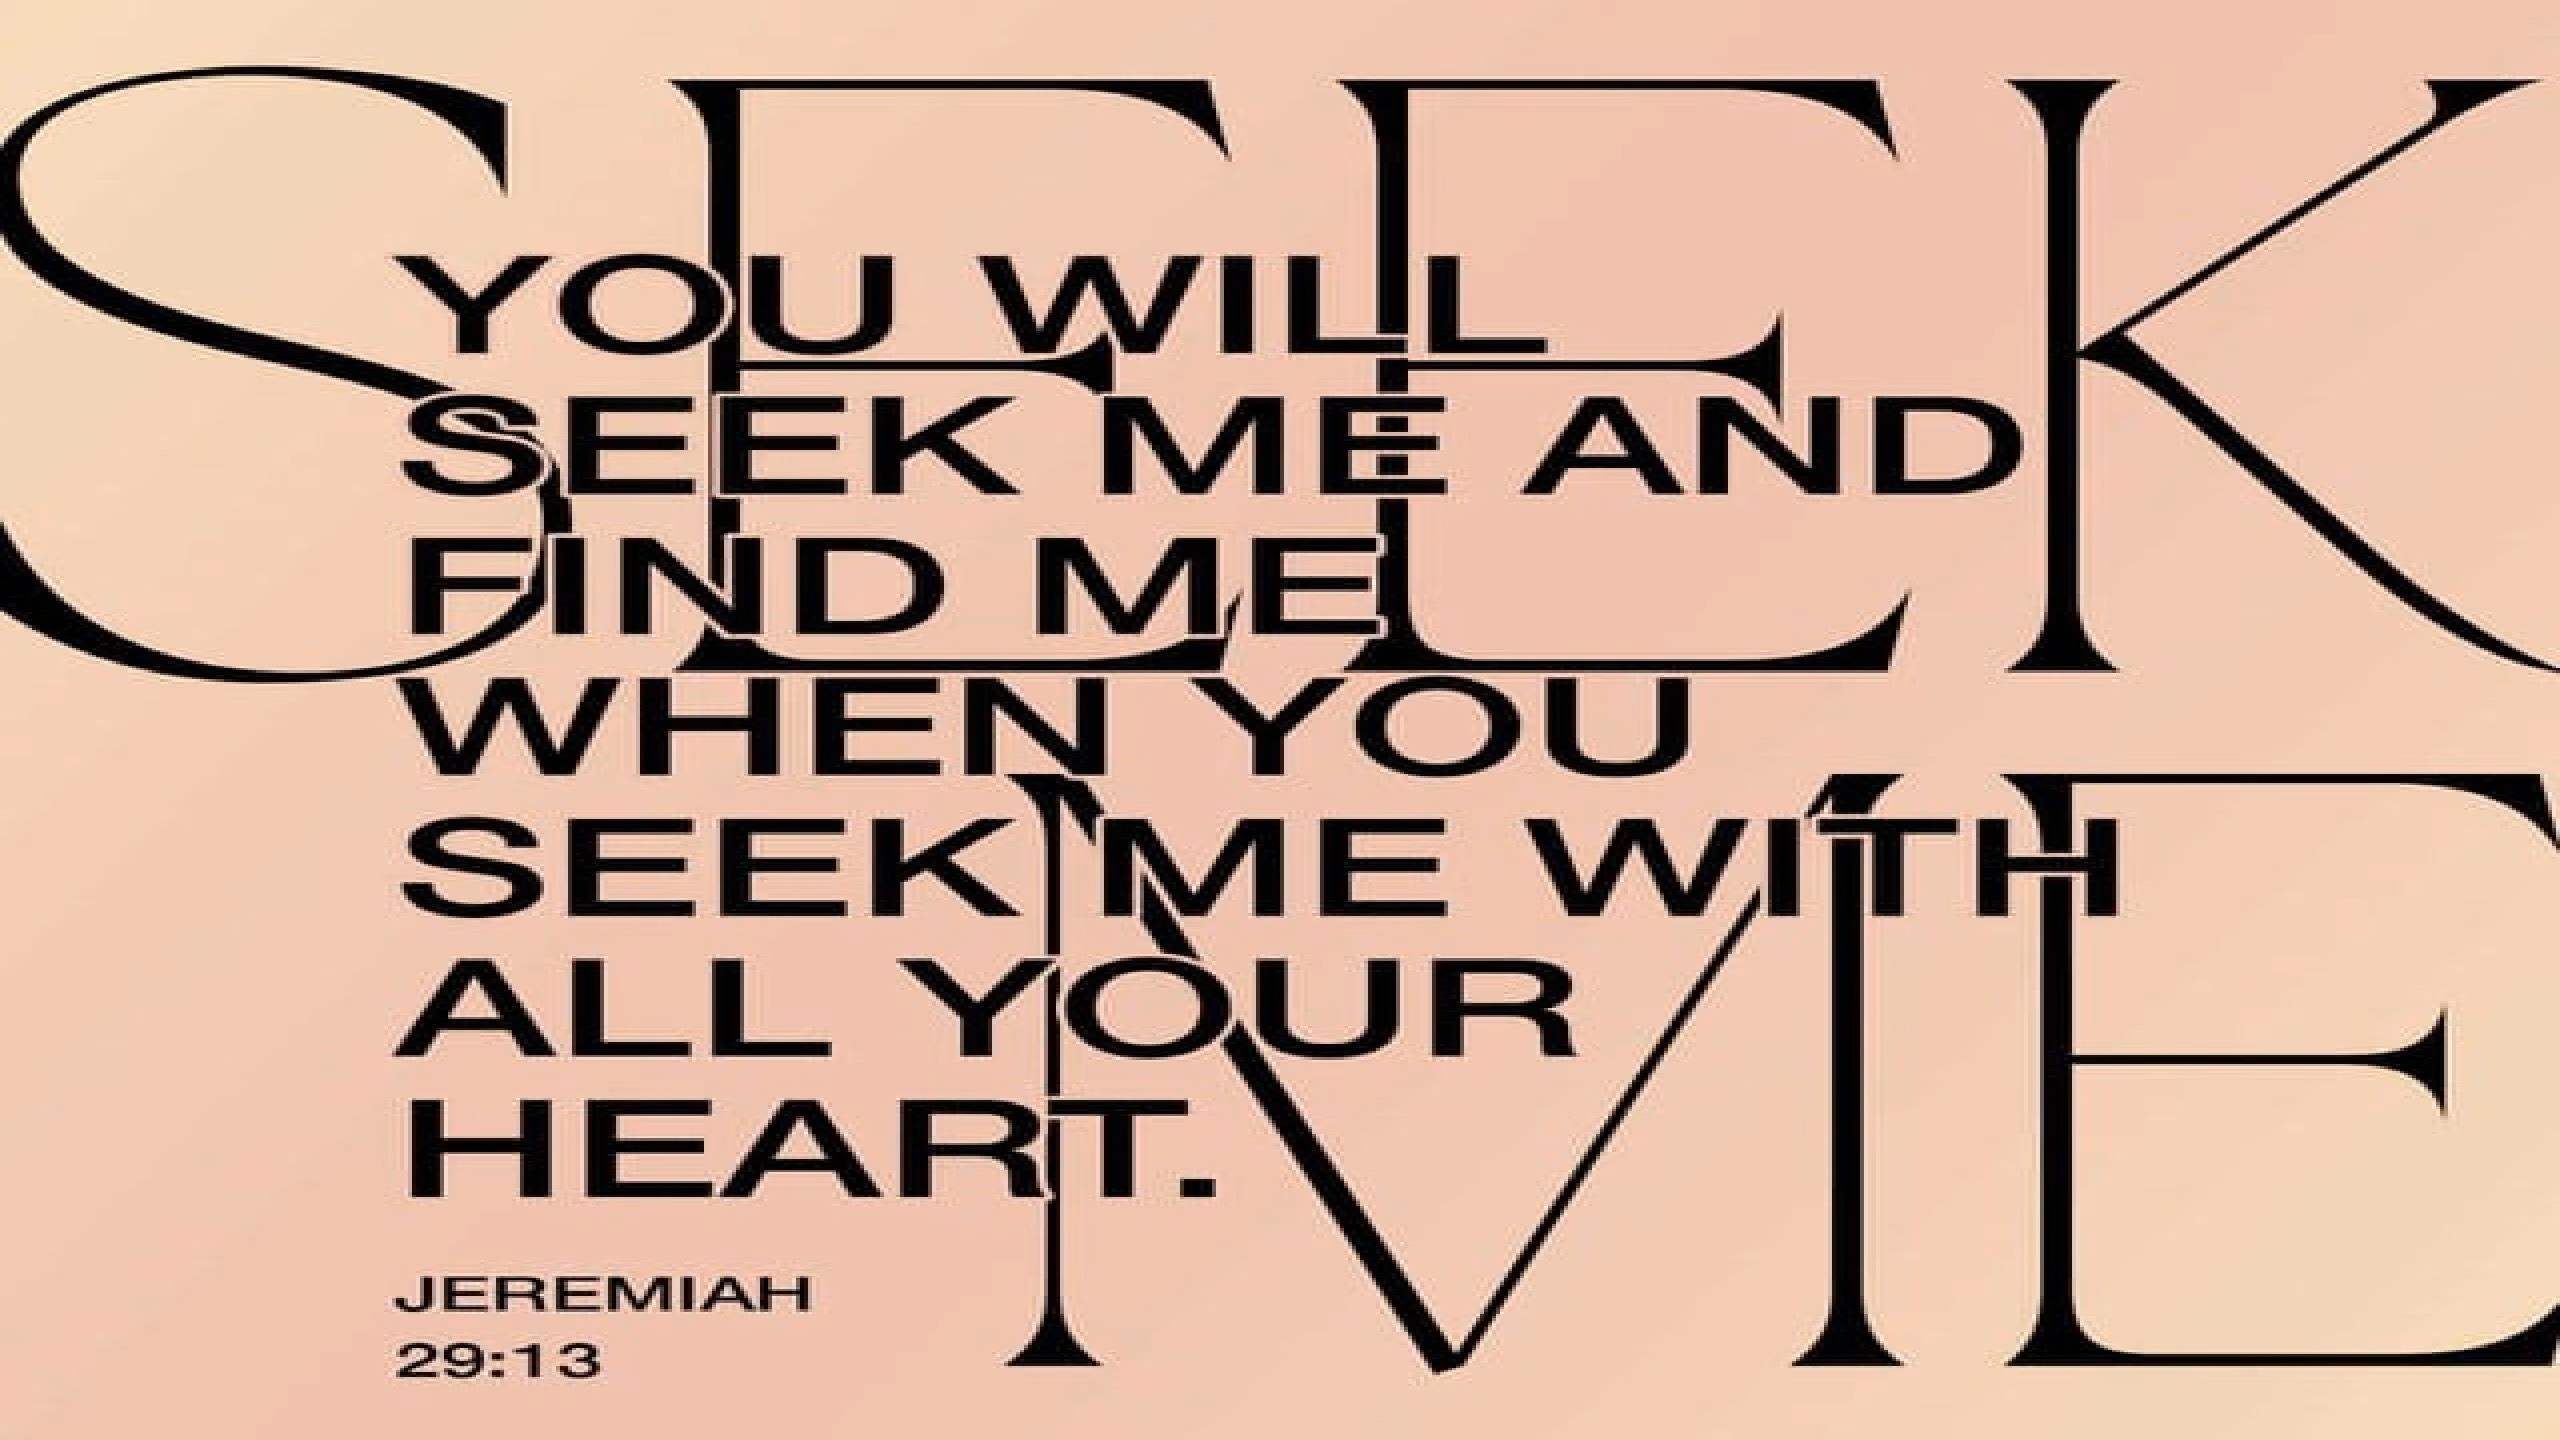 SEEK
YOU WILL
SEEK ME AND
FIND ME
WHEN YOU
SEEK ME WITH
ALL YOUR
HEART.
ME
JEREMIAH
29:13